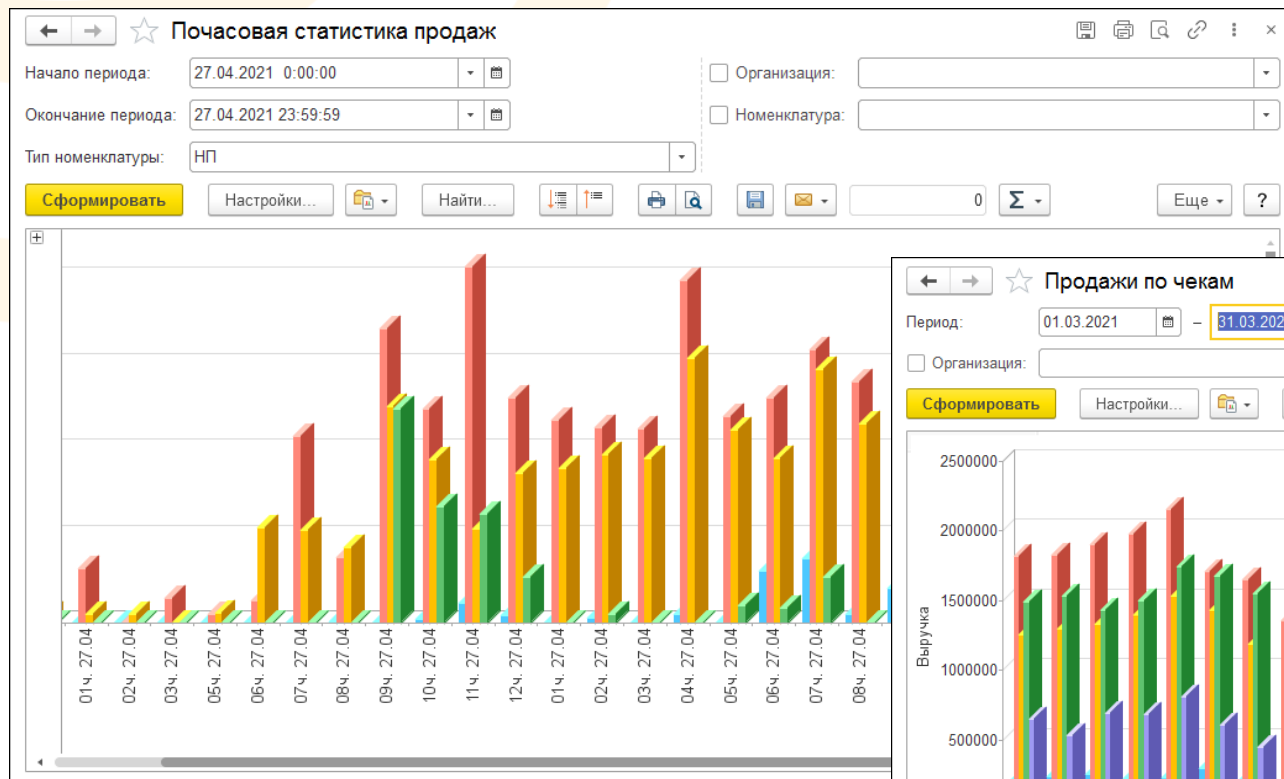 Почасовая статистика продаж
Начало периода: 27.04.2021 0:00:00 Организация:
Окончание периода: 27.04.2021 23:59:59 Номенклатура:
Тип номенклатуры: НП
Сформировать Настройки... Найти... 0 Σ Еще ?
01ч. 27.04
02ч. 27.04
03ч. 27.04
05ч. 27.04
06ч. 27.04
07ч. 27.04
08ч. 27.04
09ч. 27.04
10ч. 27.04
11ч. 27.04
12ч. 27.04
01ч. 27.04
02ч. 27.04
03ч. 27.04
04ч. 27.04
05ч. 27.04
06ч. 27.04
07ч. 27.04
08ч. 27.04
Продажи по чекам
Период: 01.03.2021 – 31.03.202
Организация:
Сформировать Настройки...
Выручка
2500000
2000000
1500000
1000000
500000